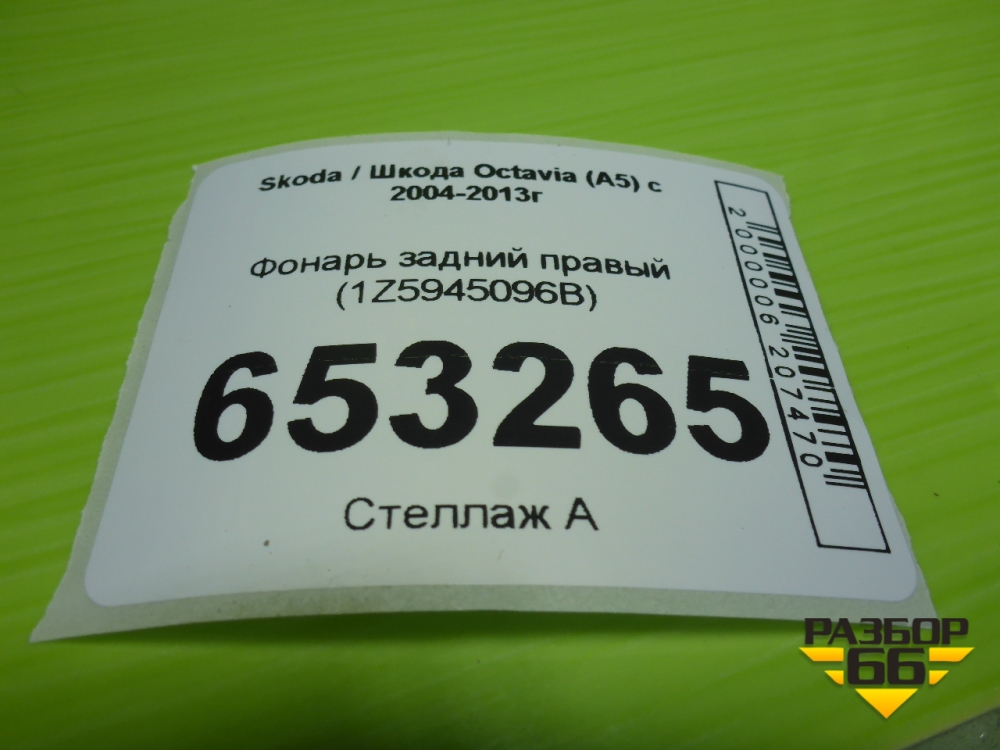 Skoda / Шкода Octavia (A5) с
2004-2013г
Фонарь задний правый
(1Z5945096B)
653265
Стеллаж А
2000006207470
РАЗБОР
66